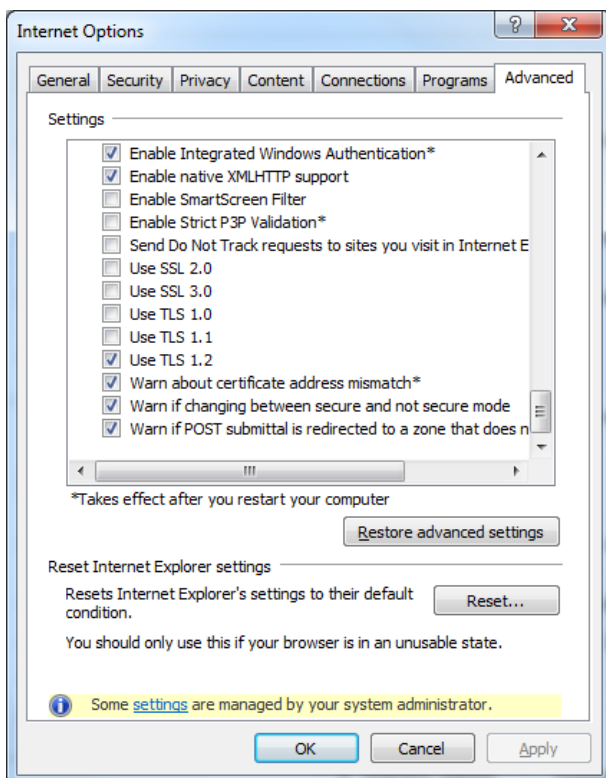 Internet Options
?
X
General Security Privacy Content Connections Programs Advanced
Settings
Enable Integrated Windows Authentication*
Enable native XMLHTTP support
Enable SmartScreen Filter
Enable Strict P3P Validation*
Send Do Not Track requests to sites you visit in Internet E
Use SSL 2.0
Use SSL 3.0
Use TLS 1.0
Use TLS 1.1
Use TLS 1.2
Warn about certificate address mismatch*
Warn if changing between secure and not secure mode
Warn if POST submittal is redirected to a zone that does n
*Takes effect after you restart your computer
Restore advanced settings
Reset Internet Explorer settings
Resets Internet Explorer's settings to their default
condition.
Reset...
You should only use this if your browser is in an unusable state.
Some settings are managed by your system administrator.
OK Cancel Apply